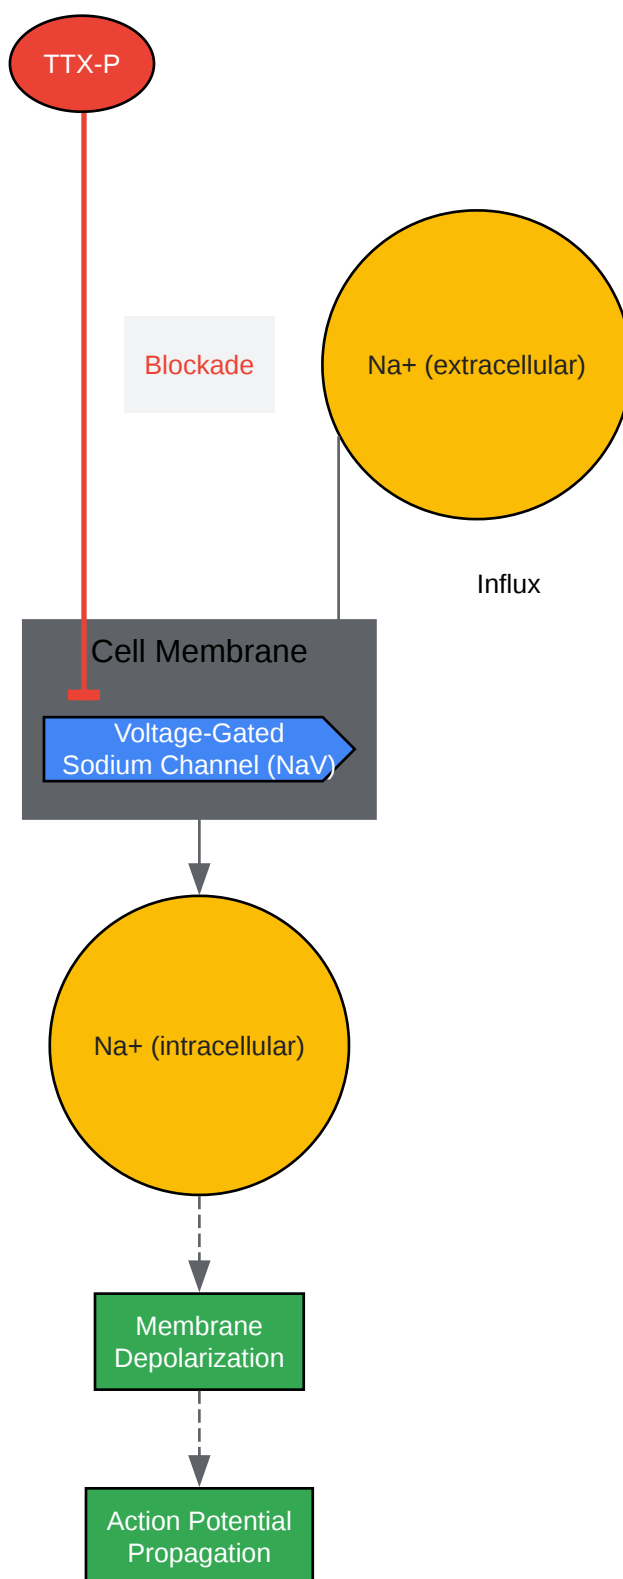 TTX-P
Blockade
Na+ (extracellular)
Influx
Cell Membrane
Voltage-Gated
Sodium Channel (NaV)
Na+ (intracellular)
Membrane
Depolarization
Action Potential
Propagation